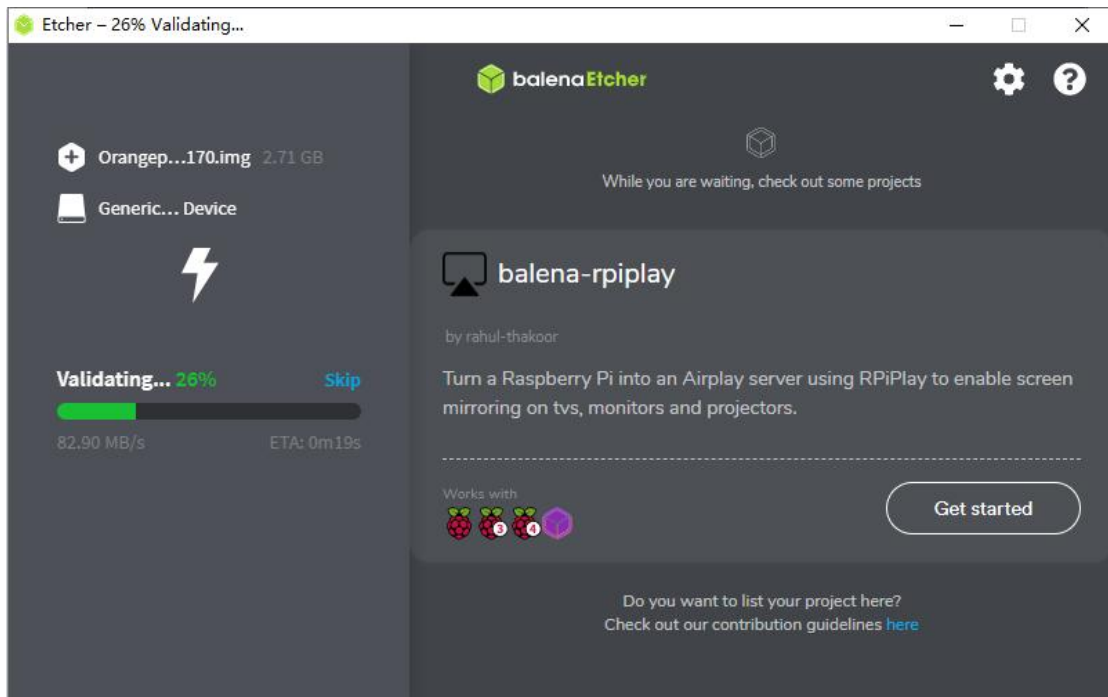 Etcher – 26% Validating...
balenaEtcher
Orangep...170.img 2.71 GB
Generic... Device
Validating... 26% Skip
82.90 MB/s ETA: 0m19s
While you are waiting, check out some projects
balena-rpiplay
by rahul-thakoor
Turn a Raspberry Pi into an Airplay server using RPiPlay to enable screen
mirroring on tvs, monitors and projectors.
Works with
3 4
Get started
Do you want to list your project here?
Check out our contribution guidelines here